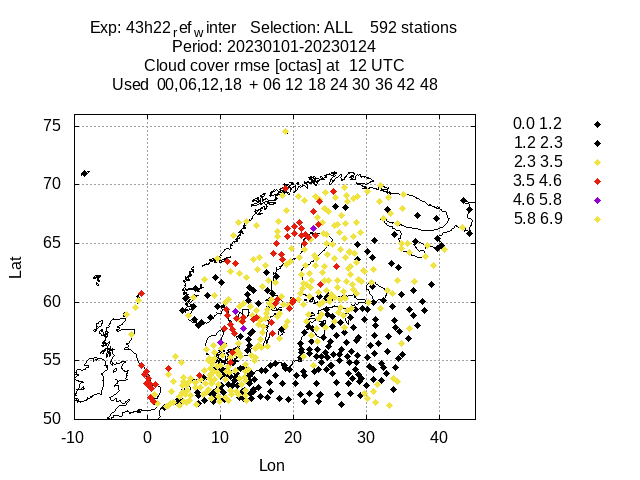 Exp: 43h22ref winter Selection: ALL 592 stations
Period: 20230101-20230124
Cloud cover rmse [octas] at 12 UTC
Used 00,06,12,18 + 06 12 18 24 30 36 42 48
0.0 1.2
1.2 2.3
2.3 3.5
3.5 4.6
4.6 5.8
5.8 6.9
75
70
65
60
55
50
Lat
-10 0 10 20 30 40
Lon